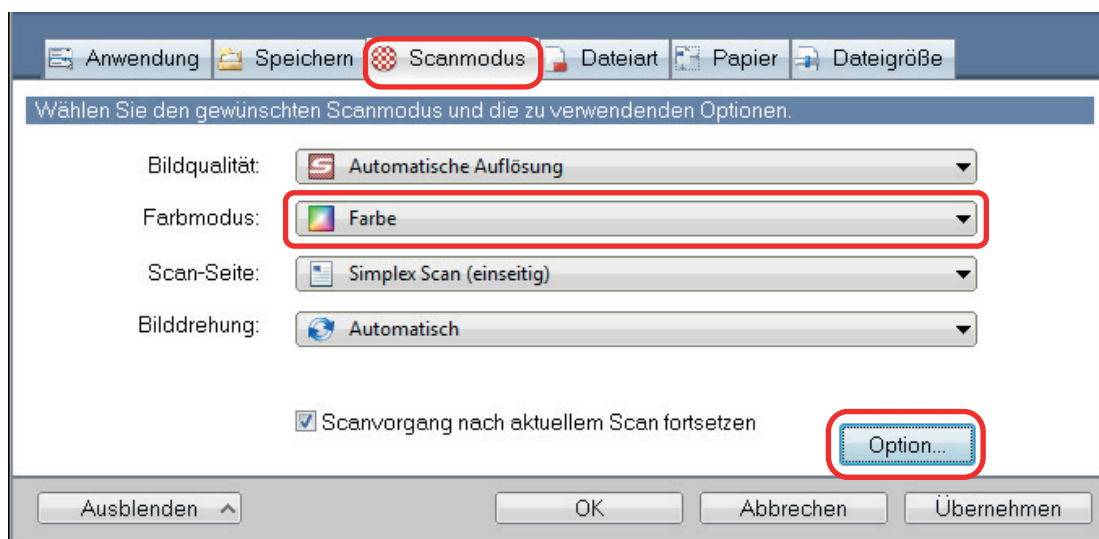 Anwendung Speichern Scanmodus Dateiart Papier Dateigröße
Wählen Sie den gewünschten Scanmodus und die zu verwendenden Optionen.
Bildqualität: Automatische Auflösung
Farbmodus: Farbe
Scan-Seite: Simplex Scan (einseitig)
Bilddrehung: Automatisch
Scanvorgang nach aktuellem Scan fortsetzen
Option...
Ausblenden OK Abbrechen Übernehmen